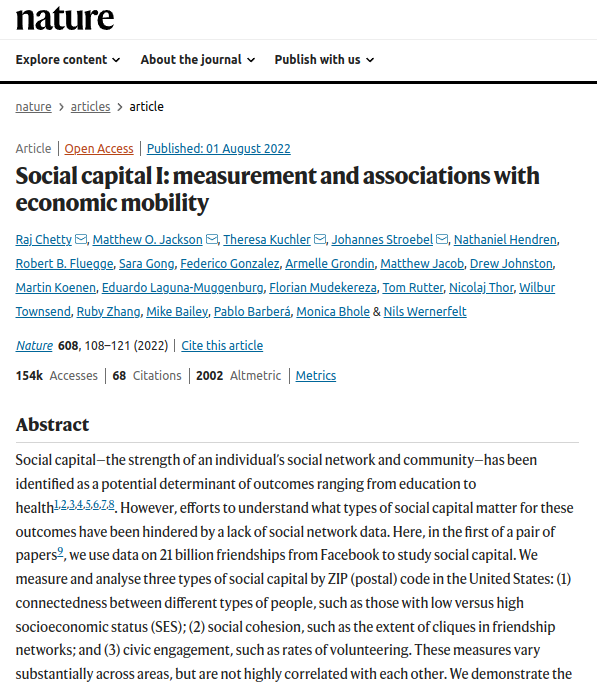 nature
Explore content About the journal Publish with us
nature > articles > article
Article | Open Access | Published: 01 August 2022
Social capital I: measurement and associations with
economic mobility
Raj Chetty, Matthew O. Jackson, Theresa Kuchler, Johannes Stroebel, Nathaniel Hendren,
Robert B. Fluegge, Sara Gong, Federico Gonzalez, Armelle Grondin, Matthew Jacob, Drew Johnston,
Martin Koenen, Eduardo Laguna-Muggenburg, Florian Mudekereza, Tom Rutter, Nicolaj Thor, Wilbur
Townsend, Ruby Zhang, Mike Bailey, Pablo Barberá, Monica Bhole & Nils Wernerfelt
Nature 608, 108–121 (2022) | Cite this article
154k Accesses | 68 Citations | 2002 Altmetric | Metrics
Abstract
Social capital—the strength of an individual's social network and community—has been
identified as a potential determinant of outcomes ranging from education to
health1,2,3,4,5,6,7,8. However, efforts to understand what types of social capital matter for these
outcomes have been hindered by a lack of social network data. Here, in the first of a pair of
papers9, we use data on 21 billion friendships from Facebook to study social capital. We
measure and analyse three types of social capital by ZIP (postal) code in the United States: (1)
connectedness between different types of people, such as those with low versus high
socioeconomic status (SES); (2) social cohesion, such as the extent of cliques in friendship
networks; and (3) civic engagement, such as rates of volunteering. These measures vary
substantially across areas, but are not highly correlated with each other. We demonstrate the